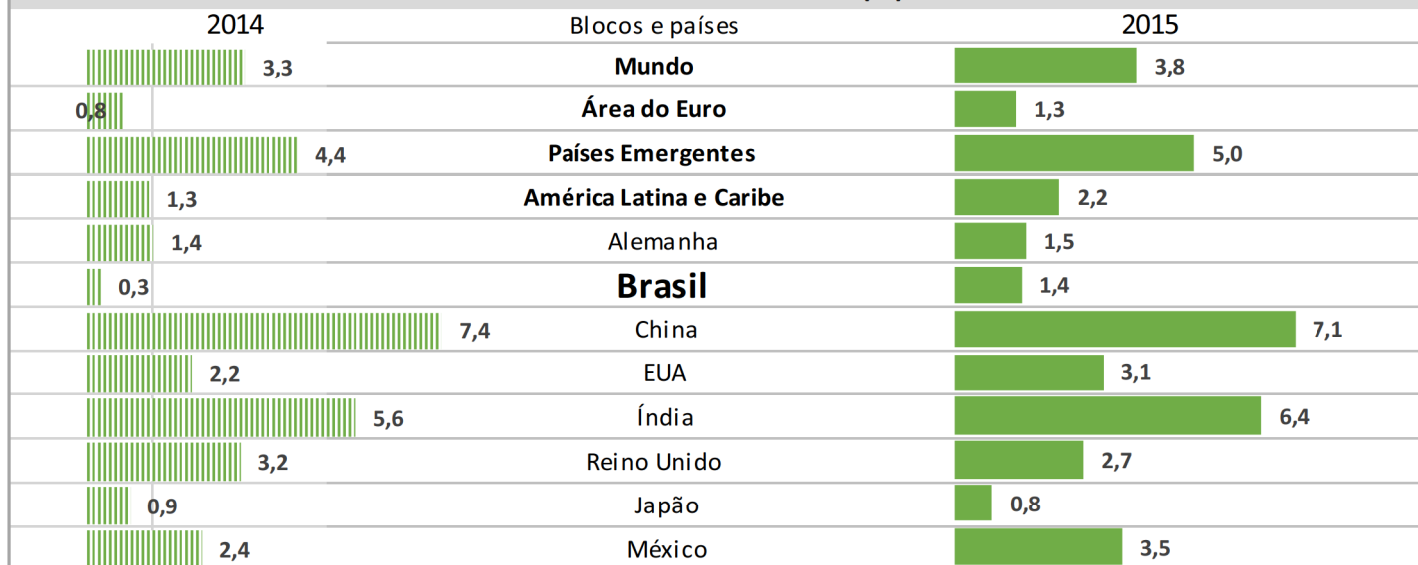 2014 Blocos e países 2015
3,3 Mundo 3,8
0,8 Área do Euro 1,3
4,4 Países Emergentes 5,0
1,3 América Latina e Caribe 2,2
1,4 Alemanha 1,5
0,3 Brasil 1,4
7,4 China 7,1
2,2 EUA 3,1
5,6 Índia 6,4
3,2 Reino Unido 2,7
0,9 Japão 0,8
2,4 México 3,5